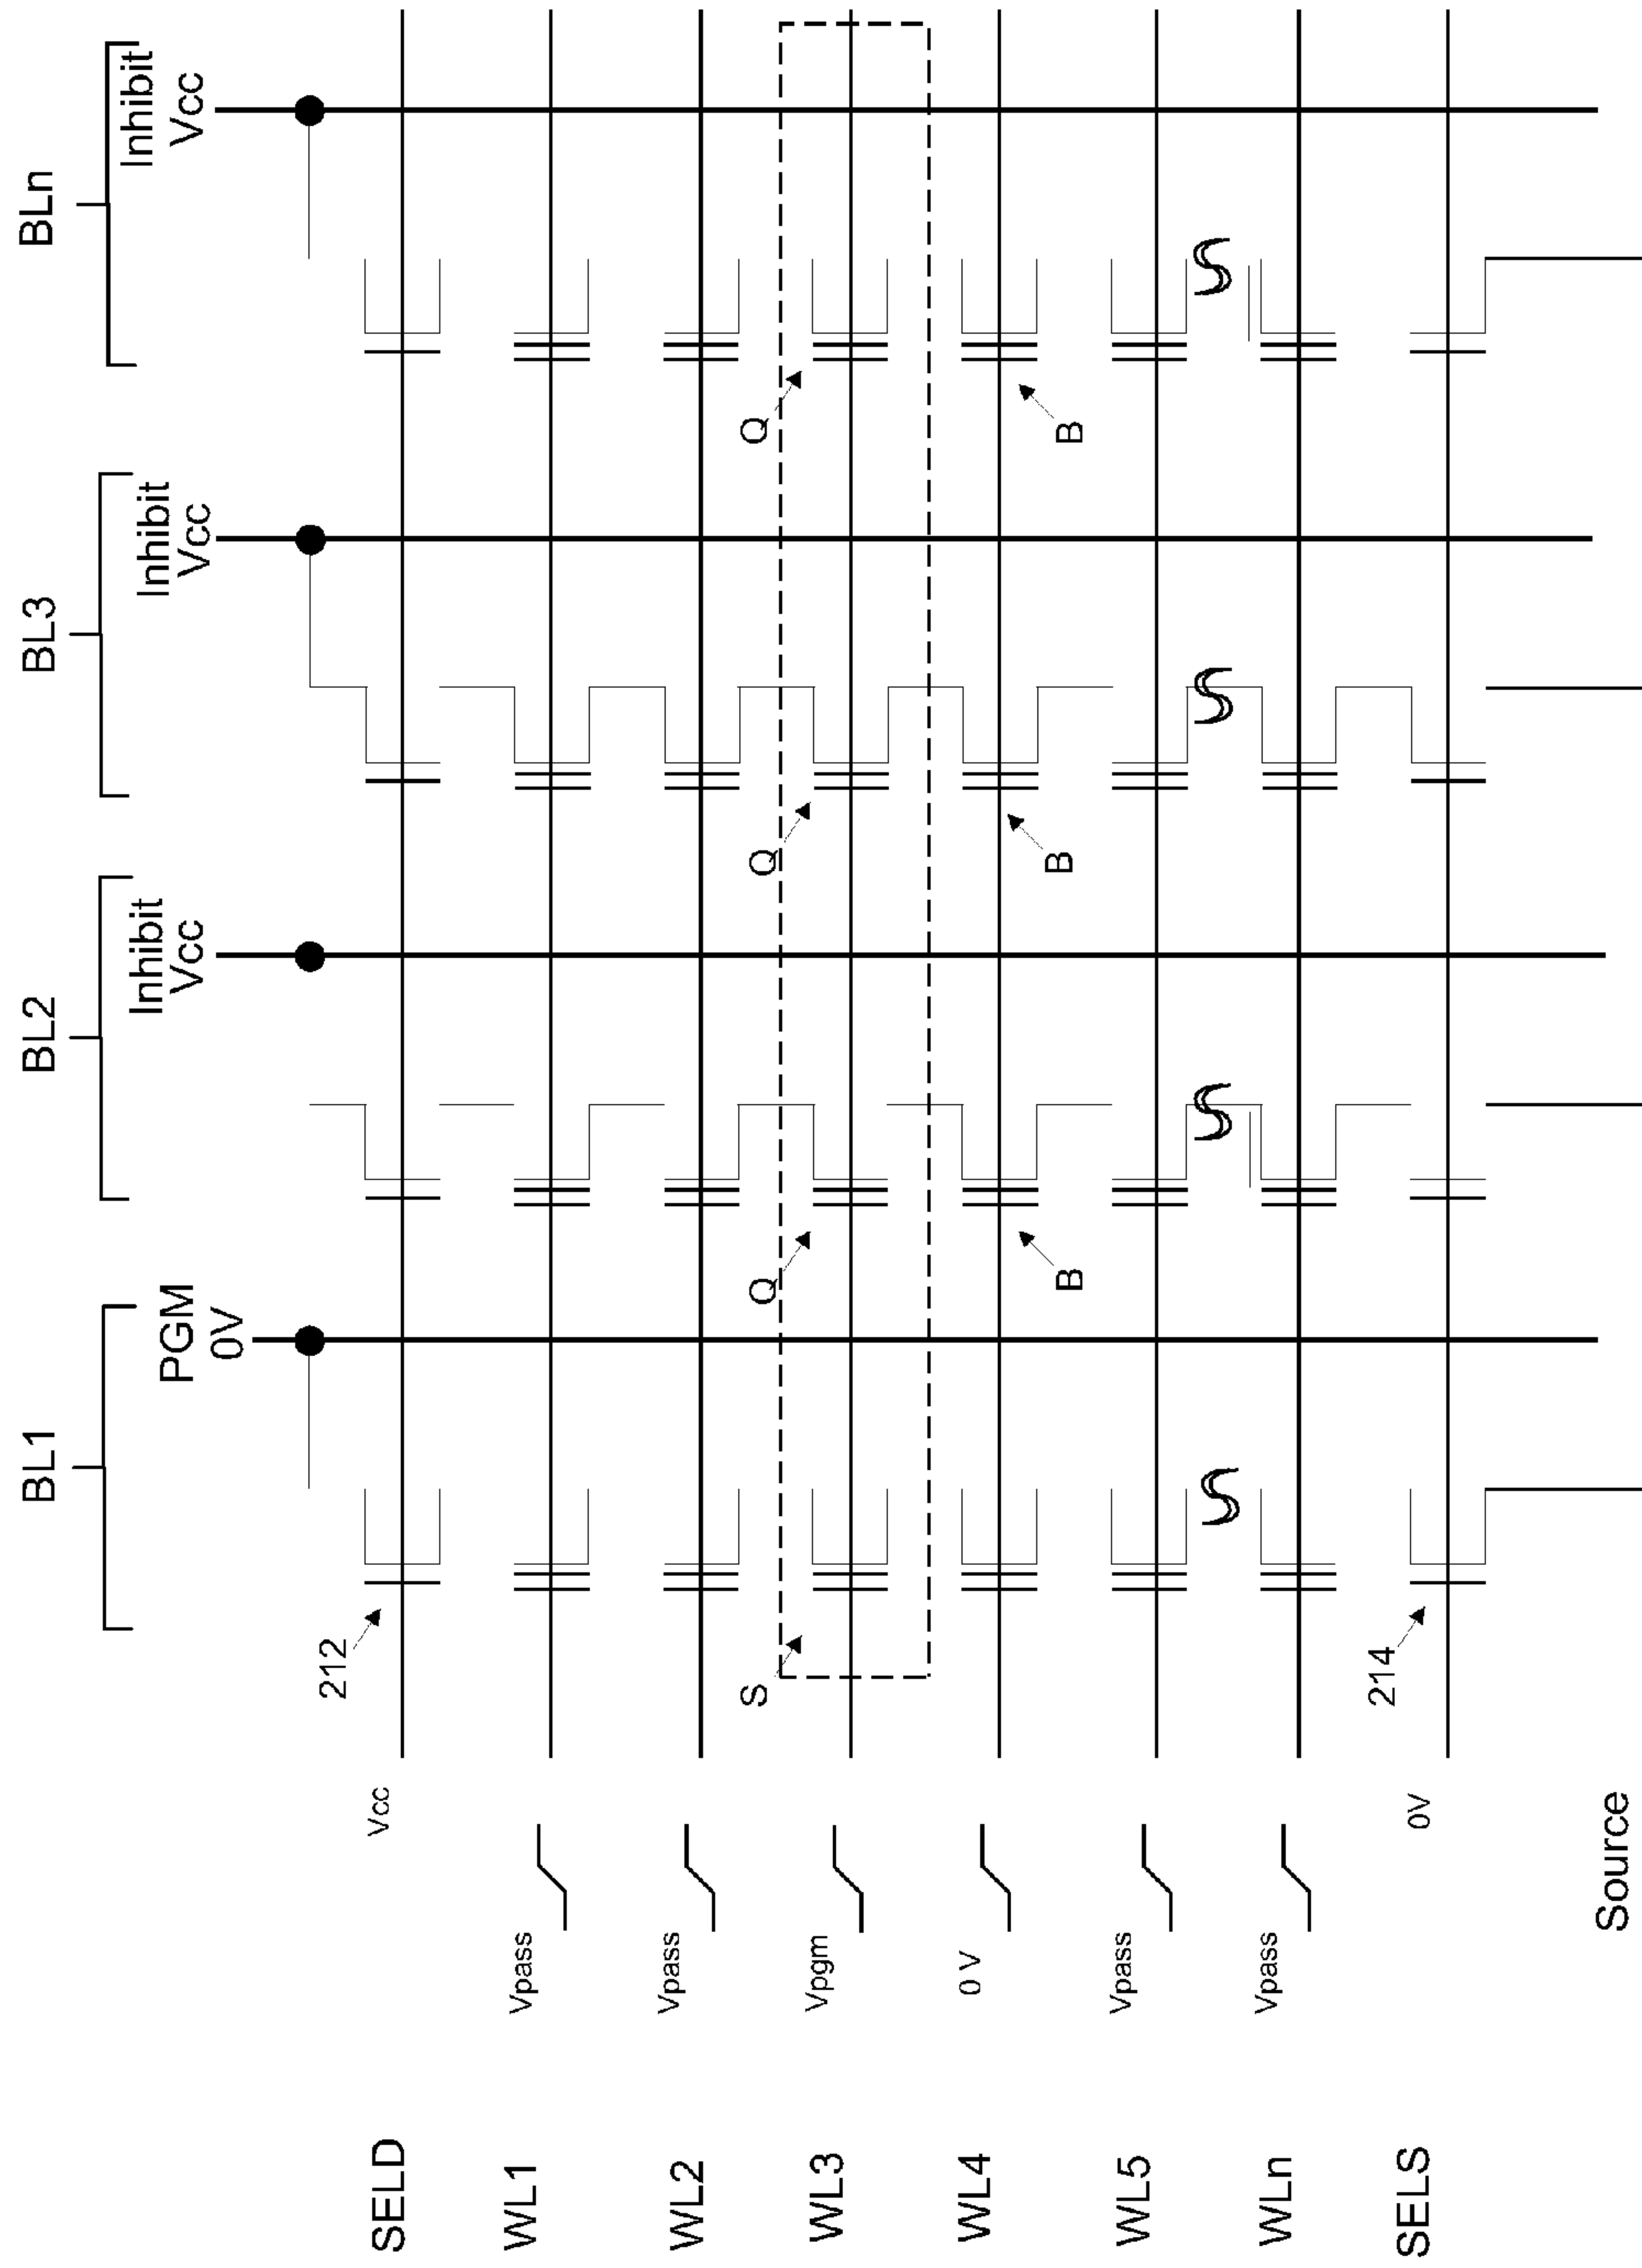 BL1
BL2
BL3
BLn
PGM
0V
Inhibit
Vcc
Inhibit
Vcc
Inhibit
Vcc
212
SELD
Vcc
WL1
Vpass
WL2
Vpass
S
Q
Q
Q
WL3
Vpgm
WL4
0 V
B
B
B
WL5
Vpass
WLn
Vpass
214
SELS
0V
Source